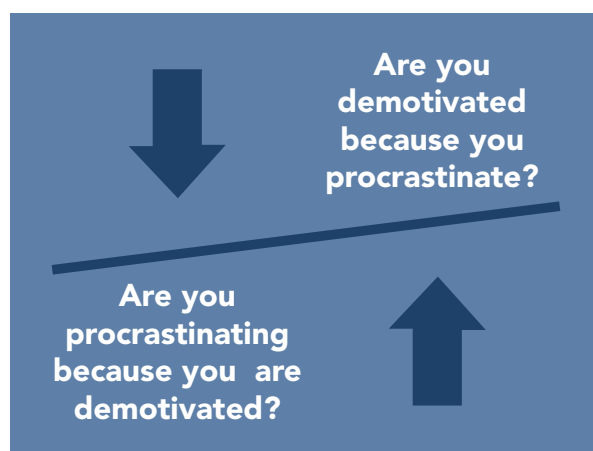 Are you
demotivated
because you
procrastinate?
Are you
procrastinating
because you  are
demotivated?